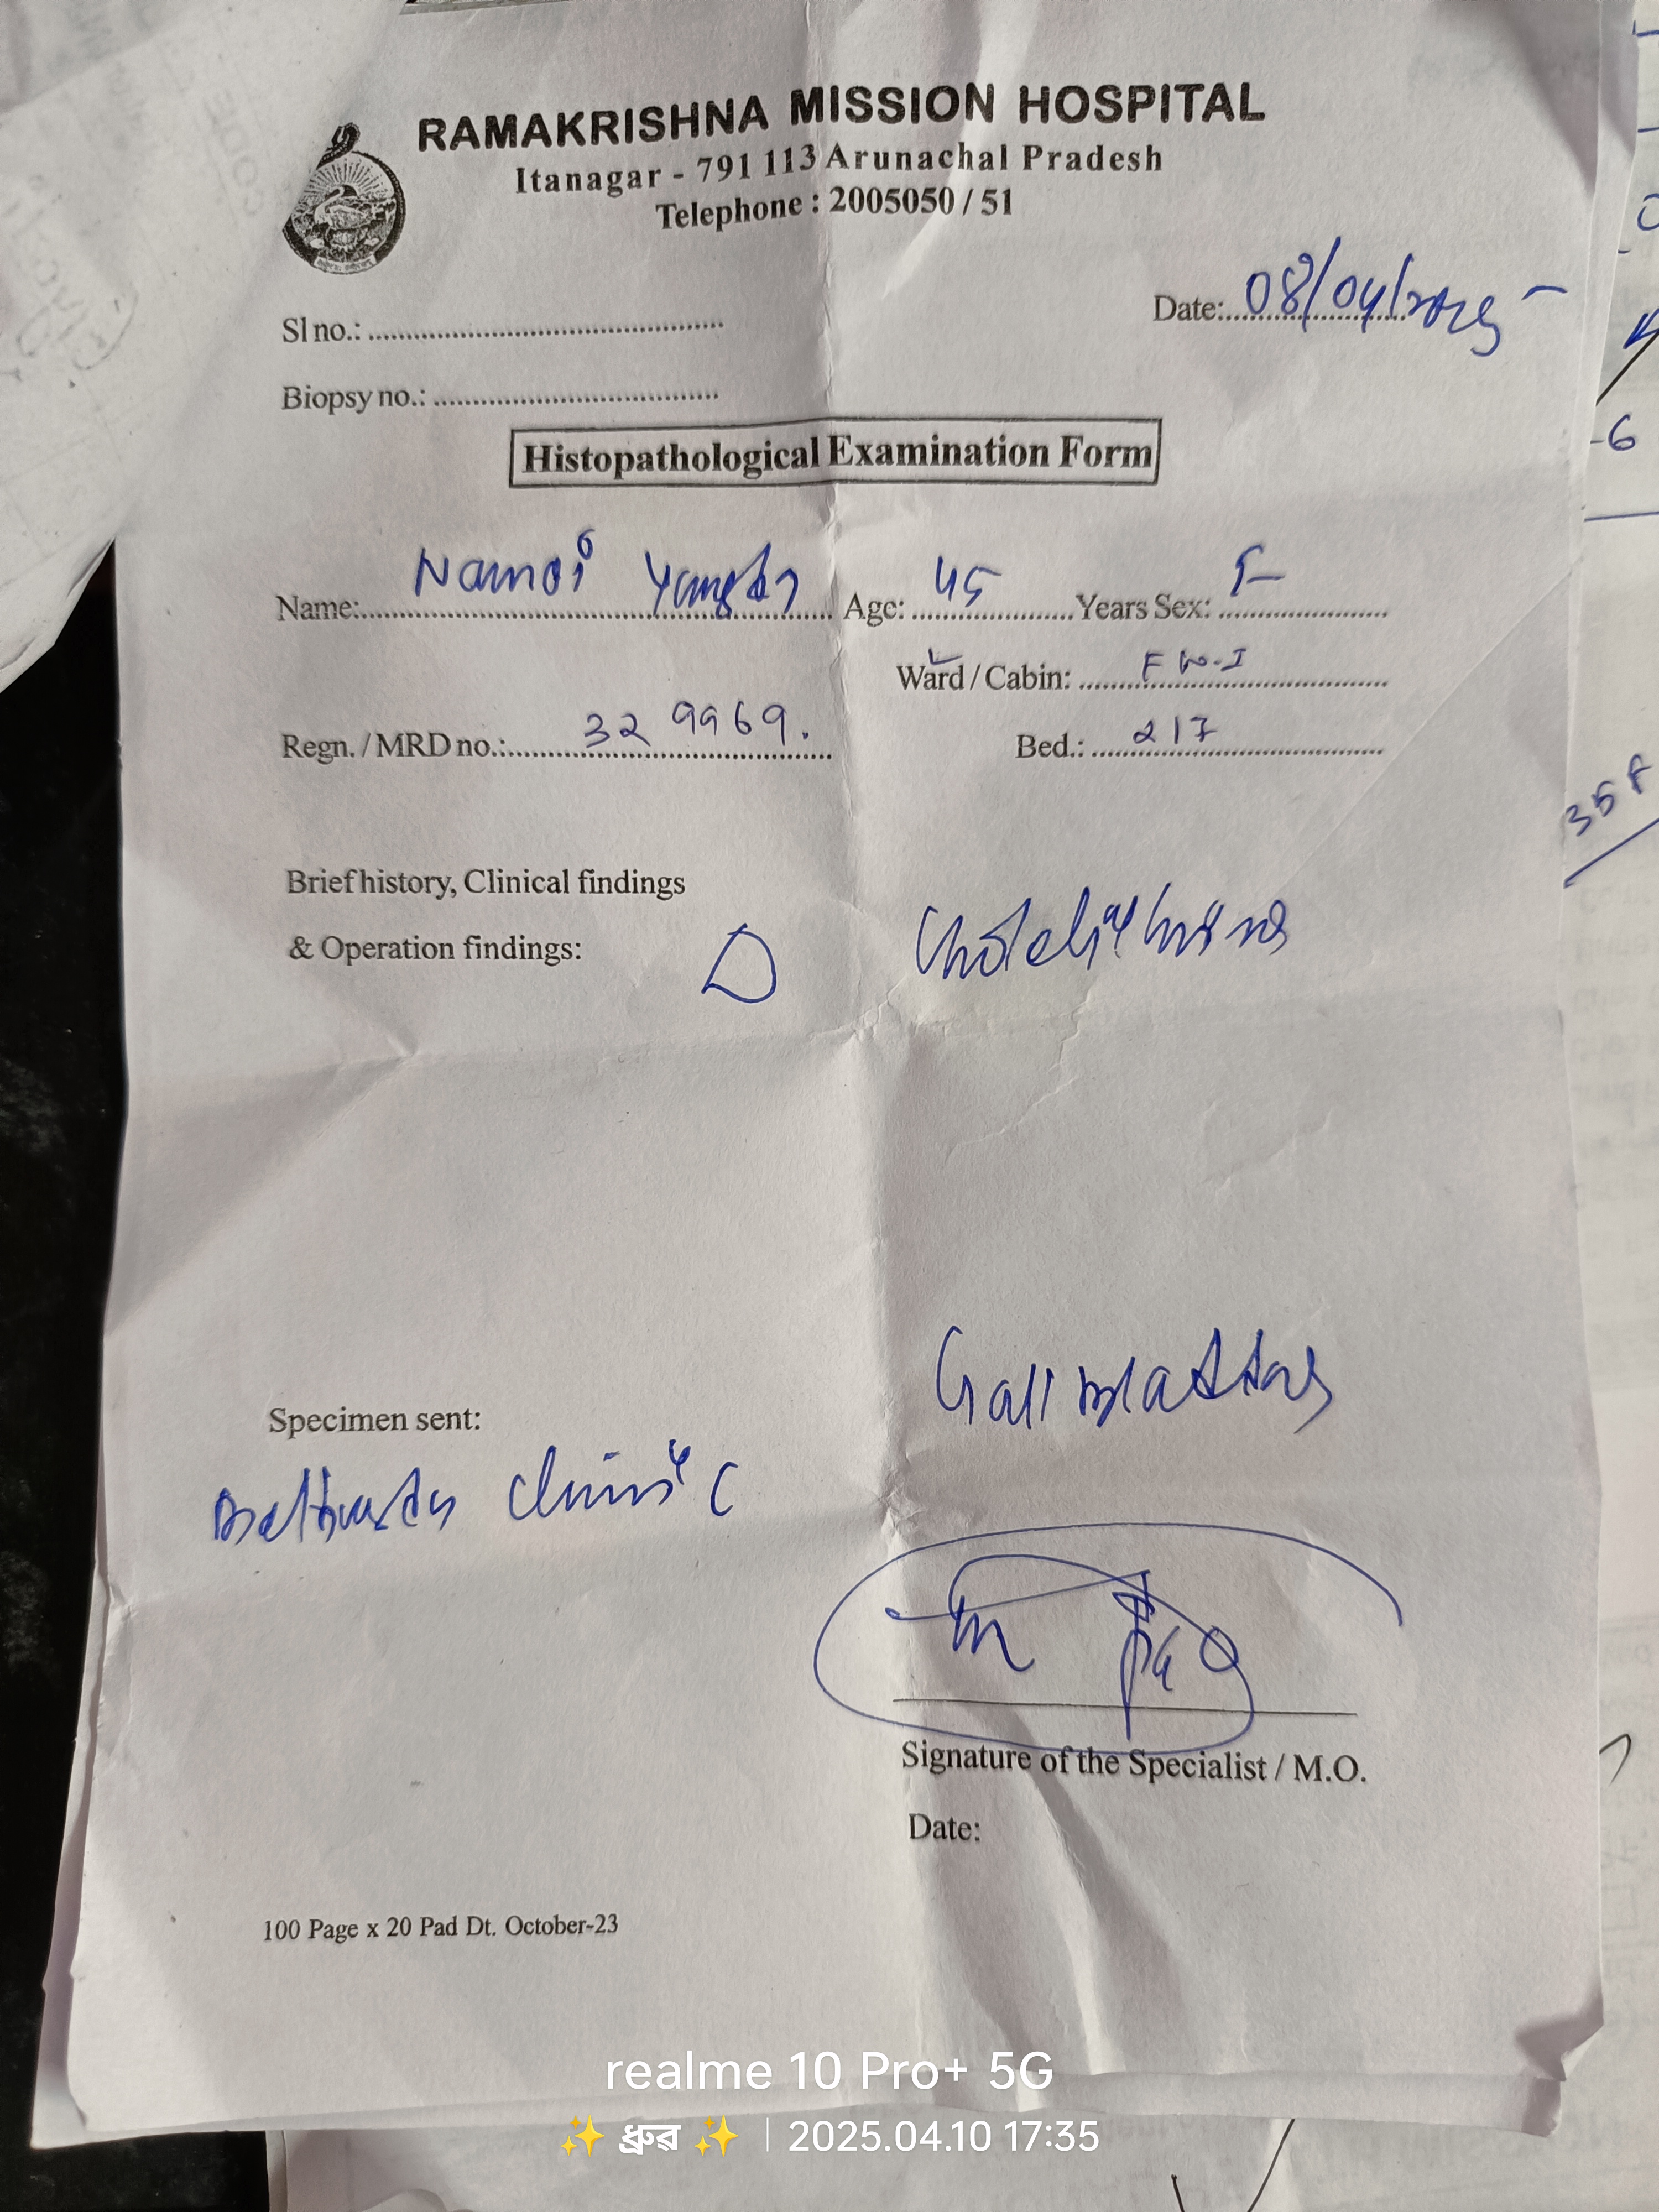 RAMAKRISHNA MISSION HOSPITAL
Itanagar - 791 113 Arunachal Pradesh
Telephone : 2005050 / 51
Date: 08/04/2025
Sl no.:
Biopsy no.:
Histopathological Examination Form
Name: Namoi Age: 45 Years Sex: F
Ward / Cabin: FW-I
Regn. / MRD no.: 329969. Bed.: 217
Brief history, Clinical findings
& Operation findings: Cholelithiasis
Gall bladder
Specimen sent:
clinic
Signature of the Specialist / M.O.
Date:
100 Page x 20 Pad Dt. October-23
358
-6
realme 10 Pro+ 5G
✨ ধ্রুৱ ✨ | 2025.04.10 17:35